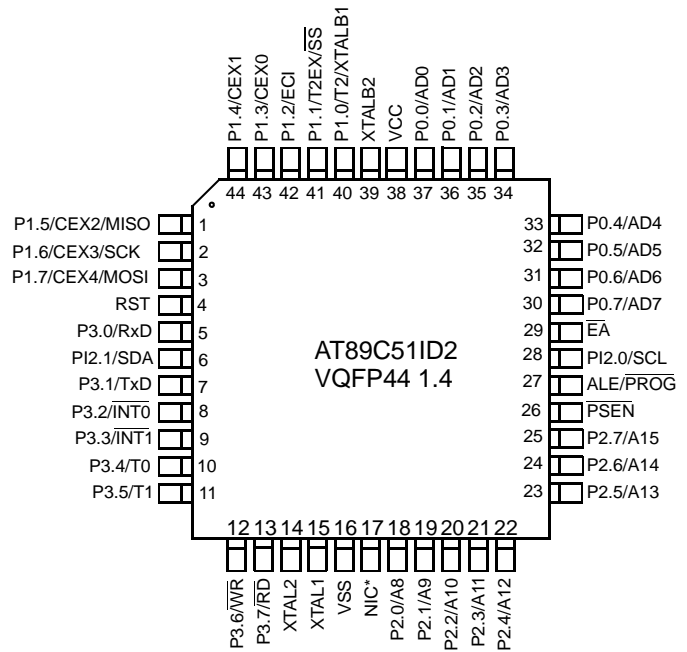 P1.4/CEX1
P1.3/CEX0
P1.2/ECI
P1.1/T2EX/S̅S̅
P1.0/T2/XTALB1
XTALB2
VCC
P0.0/AD0
P0.1/AD1
P0.2/AD2
P0.3/AD3
44 43 42 41 40 39 38 37 36 35 34
P1.5/CEX2/MISO 1
P1.6/CEX3/SCK 2
P1.7/CEX4/MOSI 3
RST 4
P3.0/RxD 5
PI2.1/SDA 6
P3.1/TxD 7
P3.2/I̅N̅T̅0̅ 8
P3.3/I̅N̅T̅1̅ 9
P3.4/T0 10
P3.5/T1 11
AT89C51ID2
VQFP44 1.4
33 P0.4/AD4
32 P0.5/AD5
31 P0.6/AD6
30 P0.7/AD7
29 E̅A̅
28 PI2.0/SCL
27 ALE/P̅R̅O̅G̅
26 P̅S̅E̅N̅
25 P2.7/A15
24 P2.6/A14
23 P2.5/A13
12 13 14 15 16 17 18 19 20 21 22
P3.6/W̅R̅
P3.7/R̅D̅
XTAL2
XTAL1
VSS
NIC*
P2.0/A8
P2.1/A9
P2.2/A10
P2.3/A11
P2.4/A12